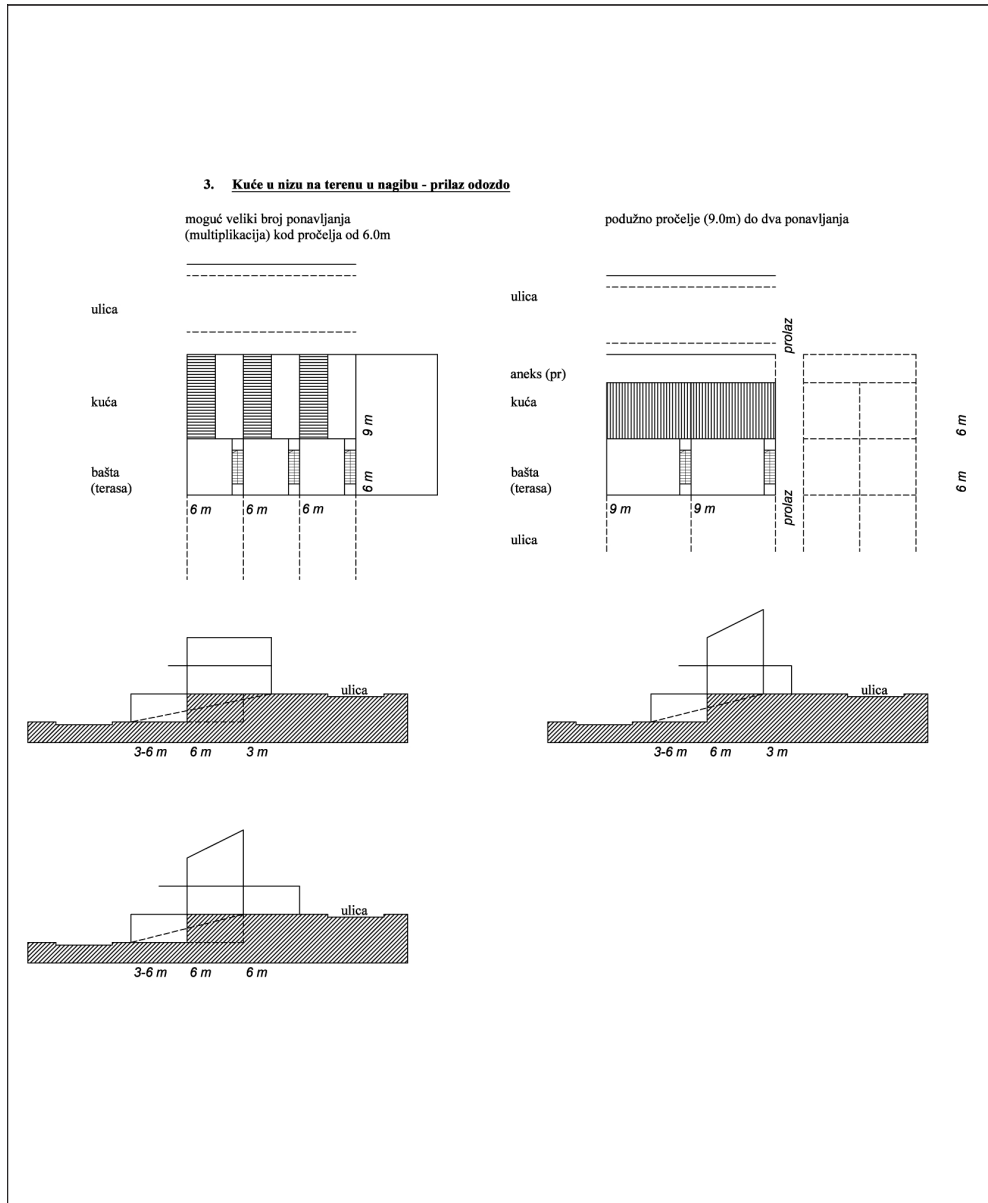 3. Kuće u nizu na terenu u nagibu - prilaz odozdo
moguć veliki broj ponavljanja
(multiplikacija) kod pročelja od 6.0m
ulica
kuća
9 m
bašta
(terasa)
6 m
6 m 6 m 6 m
podužno pročelje (9.0m) do dva ponavljanja
ulica
prolaz
aneks (pr)
kuća
6 m
bašta
(terasa)
6 m
9 m 9 m
prolaz
ulica
ulica
3-6 m 6 m 3 m
ulica
3-6 m 6 m 3 m
ulica
3-6 m 6 m 6 m